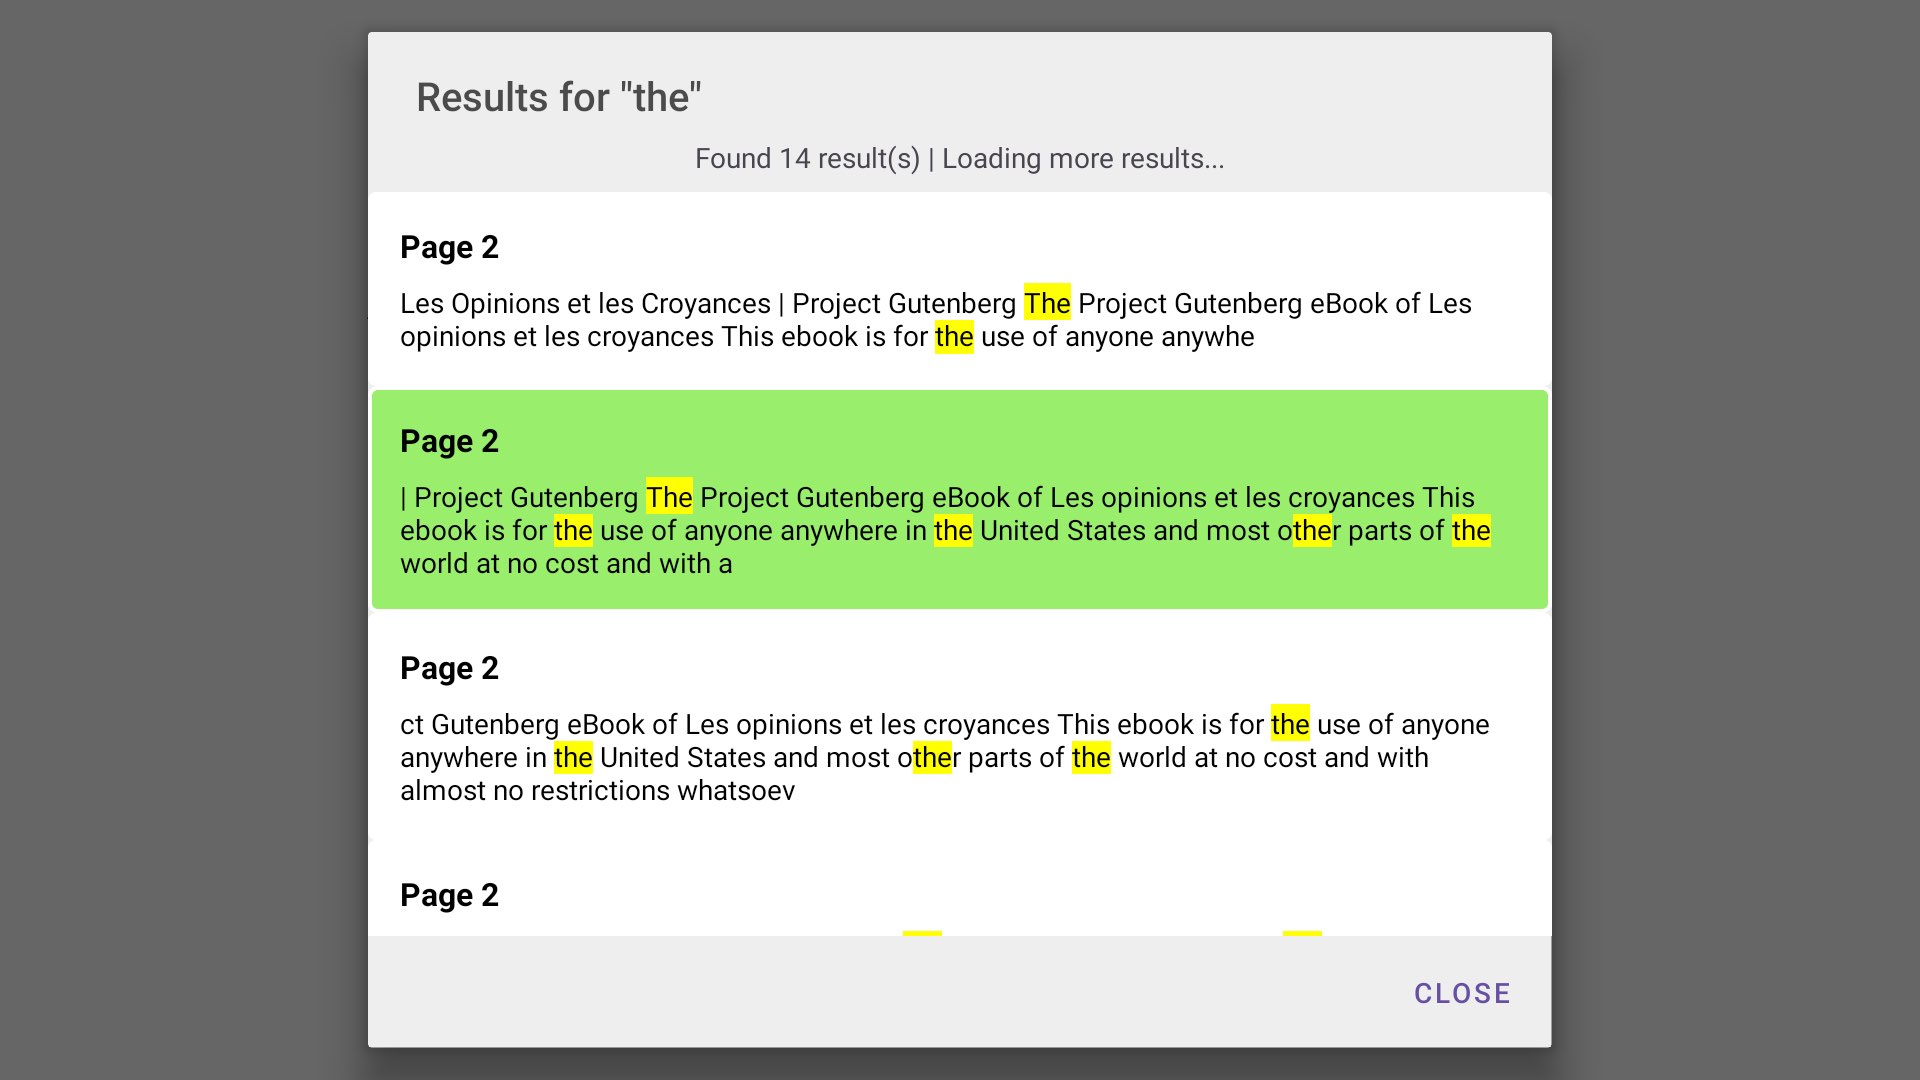 Results for "the"
Found 14 result(s) | Loading more results...
Page 2
Les Opinions et les Croyances | Project Gutenberg The Project Gutenberg eBook of Les
opinions et les croyances This ebook is for the use of anyone anywhe
Page 2
| Project Gutenberg The Project Gutenberg eBook of Les opinions et les croyances This
ebook is for the use of anyone anywhere in the United States and most other parts of the
world at no cost and with a
Page 2
ct Gutenberg eBook of Les opinions et les croyances This ebook is for the use of anyone
anywhere in the United States and most other parts of the world at no cost and with
almost no restrictions whatsoev
Page 2
CLOSE